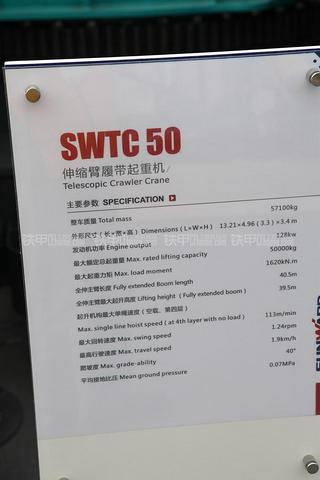 SWTC 50
伸缩臂履带起重机/
Telescopic Crawler Crane
主要参数 SPECIFICATION
整车质量 Total mass 57100kg
外形尺寸(长×宽×高)Dimensions (L×W×H) 13.21×4.96 (3.3) ×3.4 m
发动机功率 Engine output 128kw
最大额定总起重量 Max. rated lifting capacity 50000kg
最大起重力矩 Max. load moment 1620kN.m
全伸主臂长度 Fully extended Boom length 40.5m
全伸主臂最大起升高度 Lifting height (Fully extended boom) 39.5m
起升机构最大单绳速度(空载、第四层)
Max. single line hoist speed ( at 4th layer with no load) 113m/min
最大回转速度 Max. swing speed 1.2rpm
最高行驶速度 Max. travel speed 1.9km/h
爬坡度 Max. grade-ability 40°
平均接地比压 Mean ground pressure 0.07MPa
SUNWARD